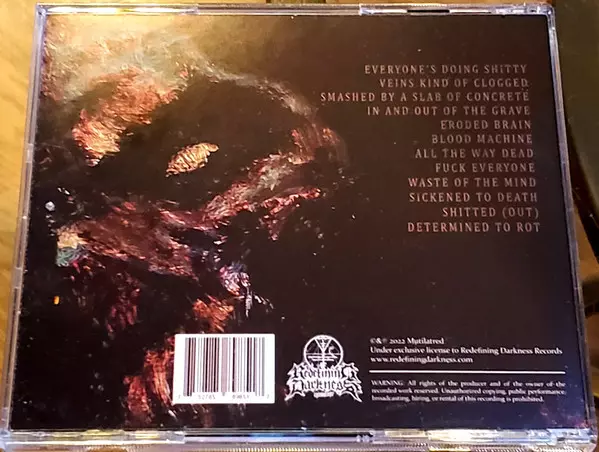 EVERYONE'S DOING SHITTY
VEINS KIND OF CLOGGED
SMASHED BY A SLAB OF CONCRETE
IN AND OUT OF THE GRAVE
ERODED BRAIN
BLOOD MACHINE
ALL THE WAY DEAD
FUCK EVERYONE
WASTE OF THE MIND
SICKENED TO DEATH
SHITTED (OUT)
DETERMINED TO ROT
©&℗ 2022 Mutilatred
Under exclusive license to Redefining Darkness Records
www.redefiningdarkness.com
Redefining
Darkness
WARNING: All rights of the producer and of the owner of the
recorded work reserved. Unauthorized copying, public performance,
broadcasting, hiring, or rental of this recording is prohibited.